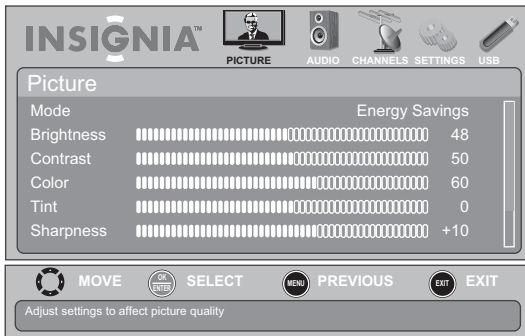 INSIGNIA™
PICTURE AUDIO CHANNELS SETTINGS USB
Picture
Mode Energy Savings
Brightness 48
Contrast 50
Color 60
Tint 0
Sharpness +10
MOVE OK ENTER SELECT MENU PREVIOUS EXIT EXIT
Adjust settings to affect picture quality